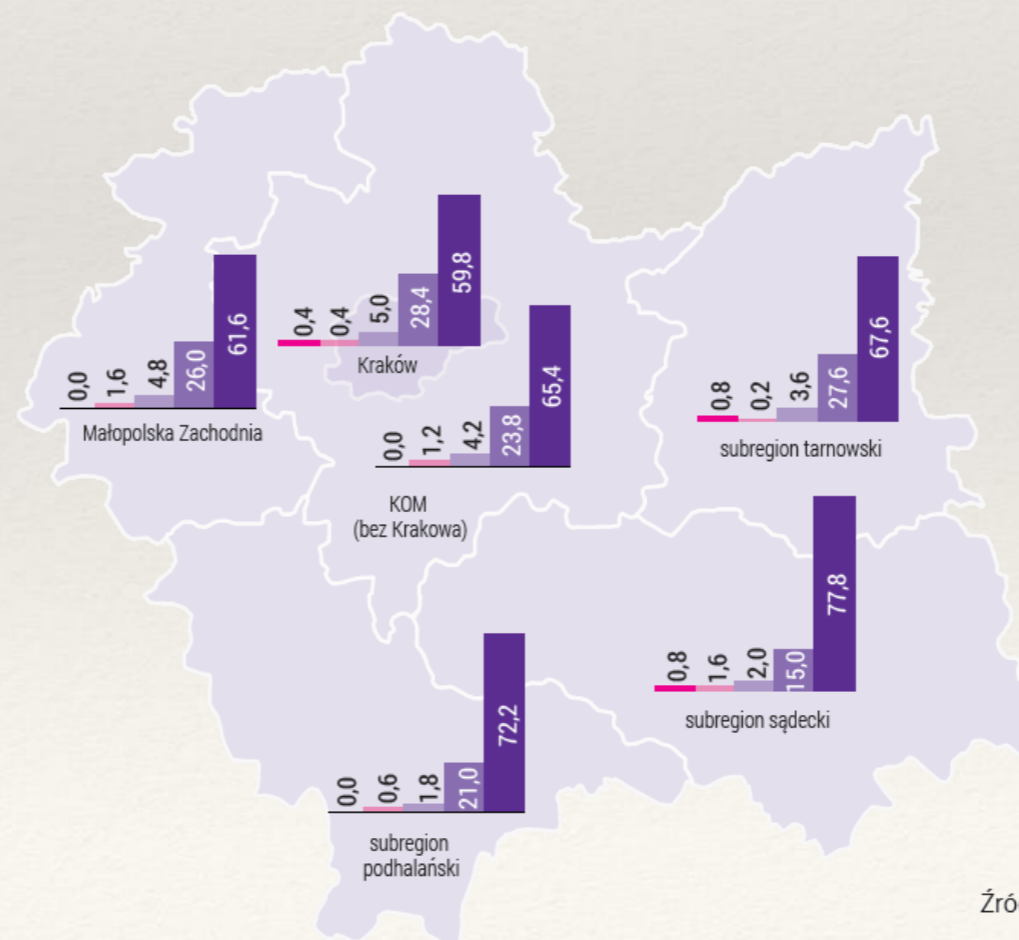 0,4 0,4 5,0 28,4 59,8
Kraków
0,0 1,6 4,8 26,0 61,6
Małopolska Zachodnia
0,0 1,2 4,2 23,8 65,4
KOM
(bez Krakowa)
0,8 0,2 3,6 27,6 67,6
subregion tarnowski
0,8 1,6 2,0 15,0 77,8
subregion sądecki
0,0 0,6 1,8 21,0 72,2
subregion
podhalański